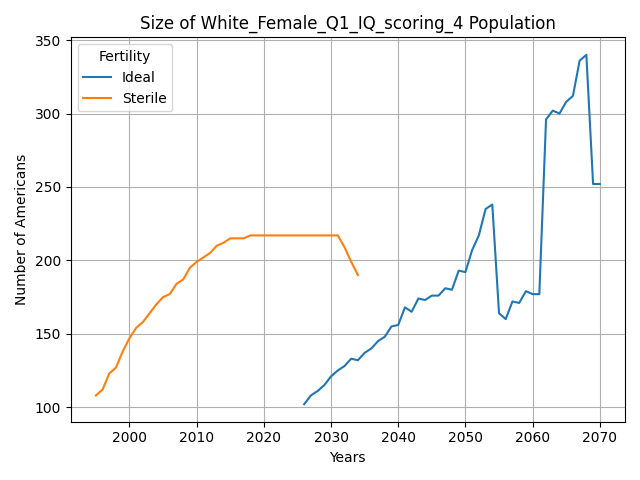 Size of White_Female_Q1_IQ_scoring_4 Population
Fertility
Ideal
Sterile
Number of Americans
350
300
250
200
150
100
2000 2010 2020 2030 2040 2050 2060 2070
Years